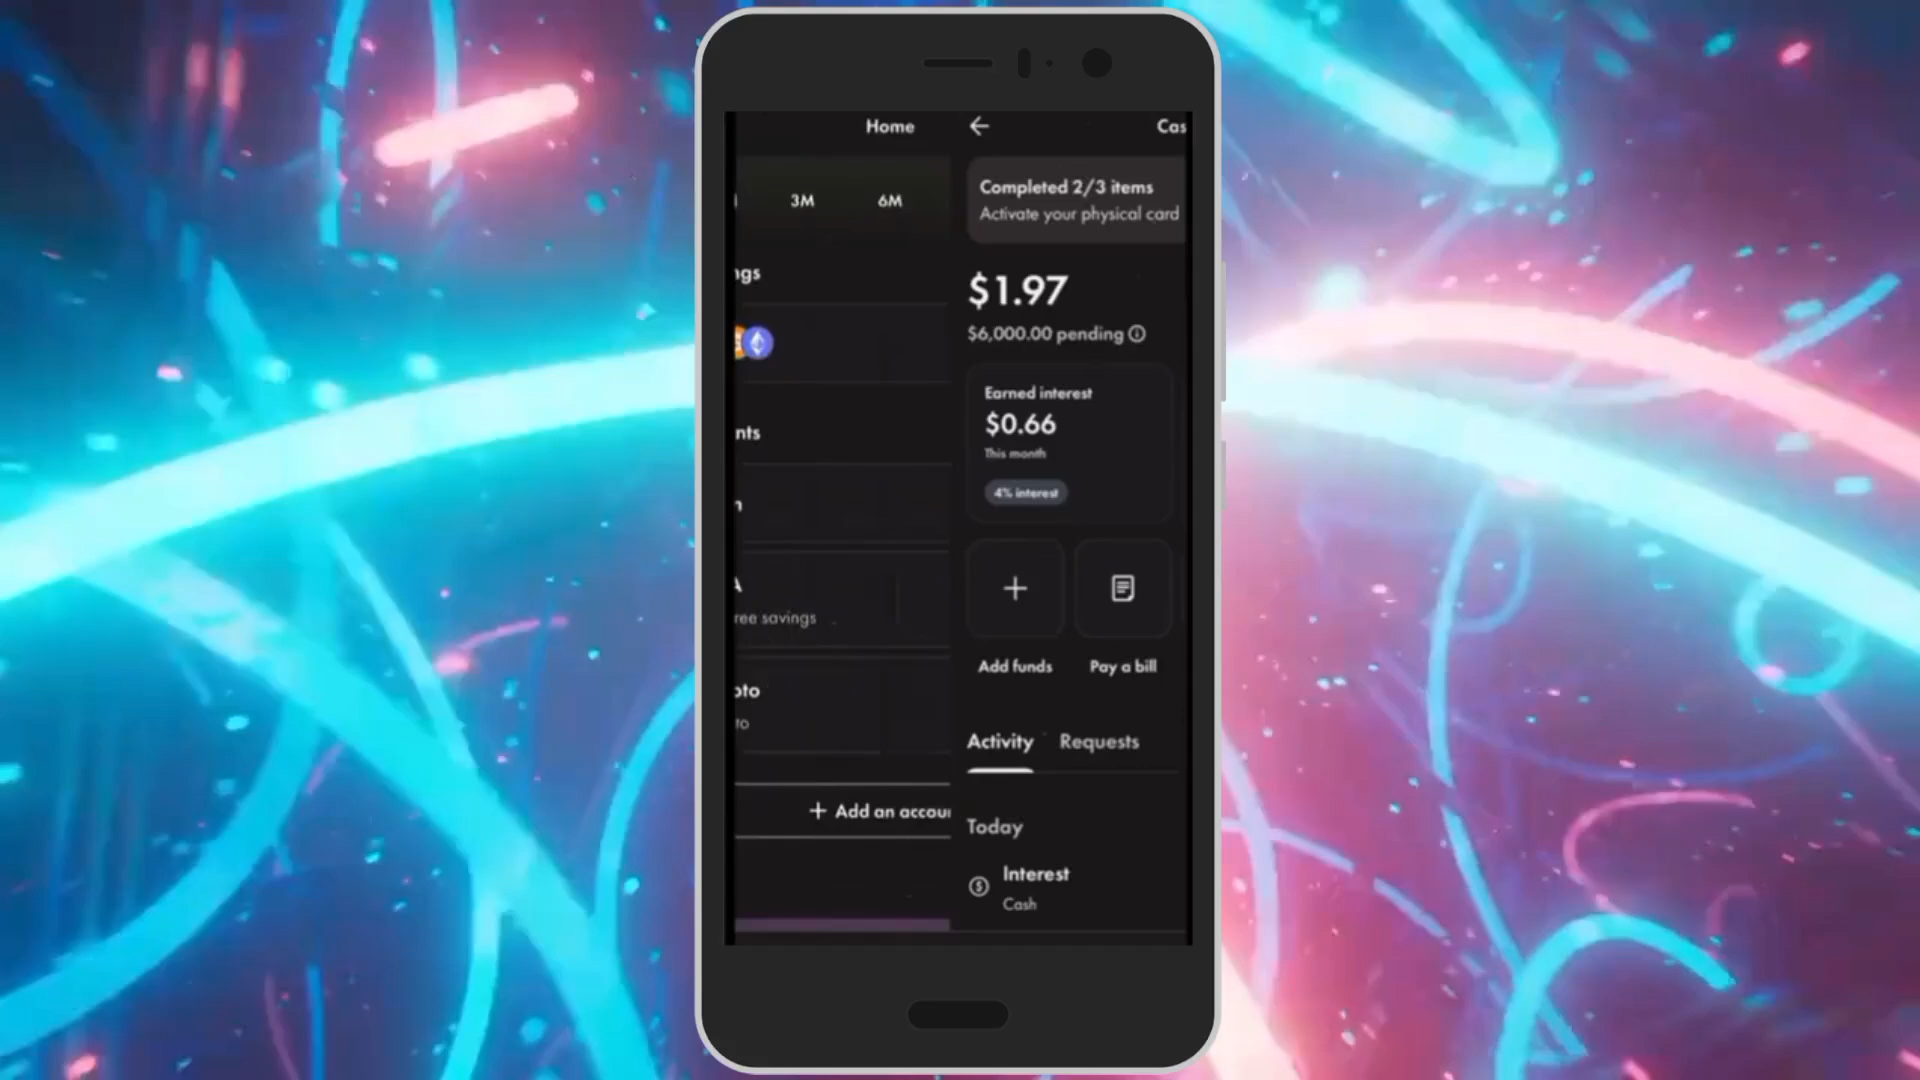 Home
3M
6M
ngs
nts
n
A
ree savings
pto
to
+ Add an accou
Cas
Completed 2/3 items
Activate your physical card
$1.97
$6,000.00 pending
Earned interest
$0.66
This month
4% interest
Add funds
Pay a bill
Activity
Requests
Today
Interest
Cash